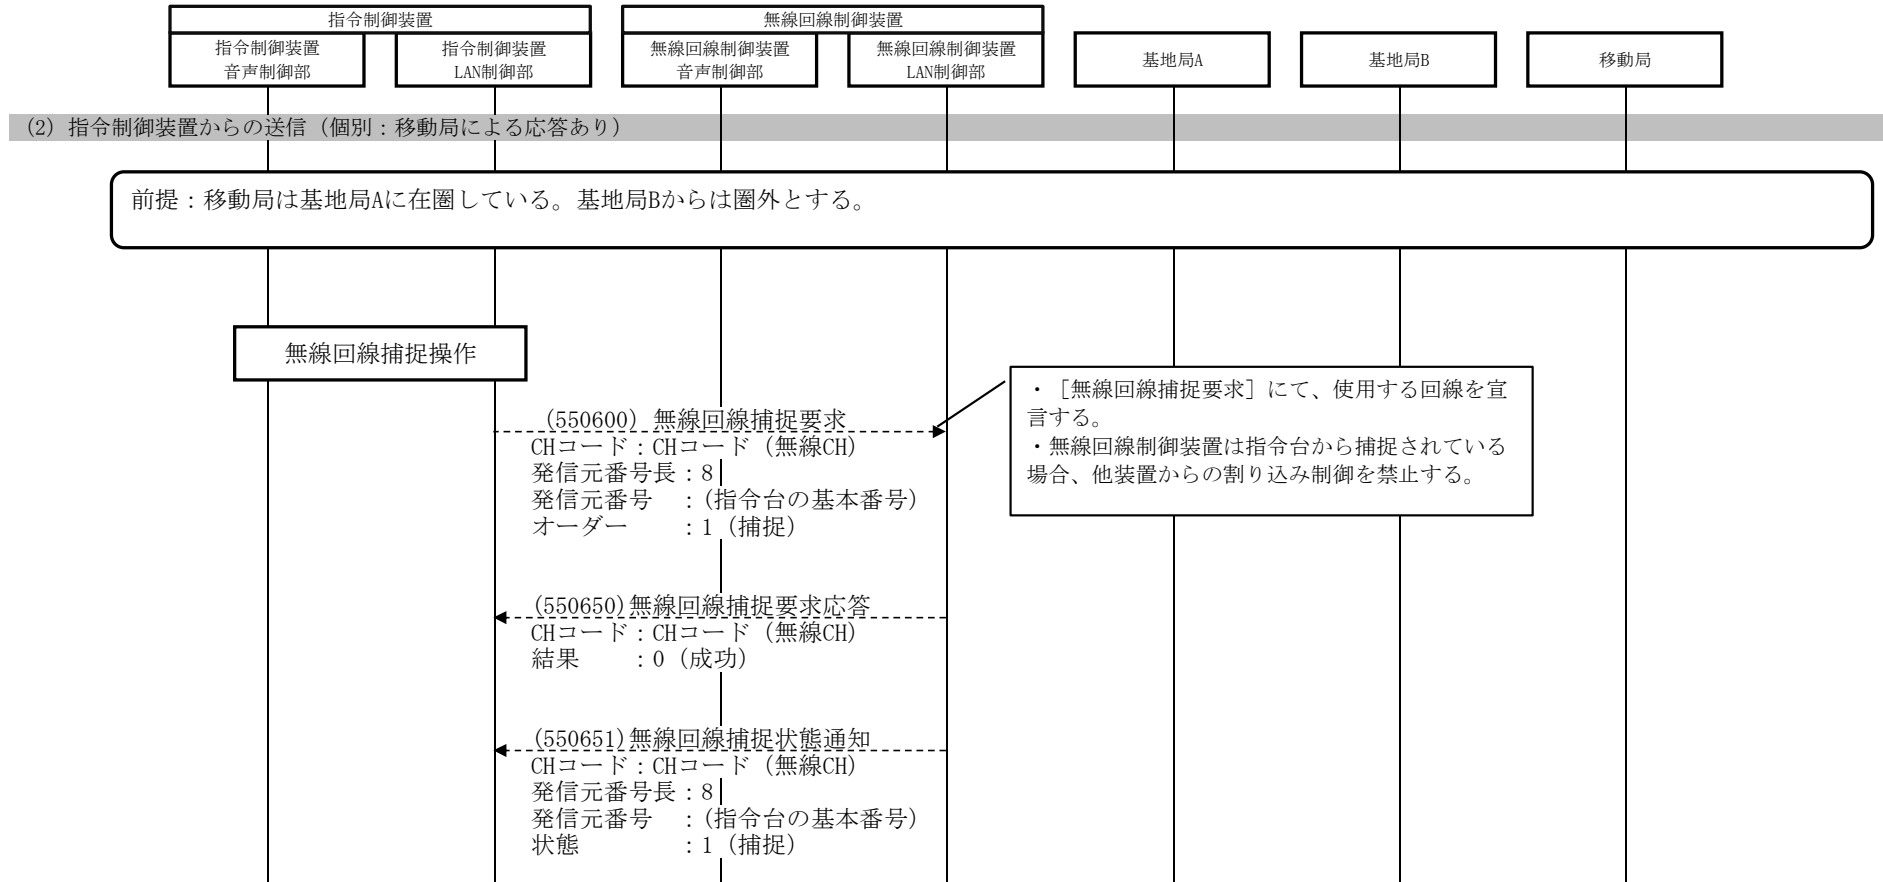 指令制御装置
無線回線制御装置
指令制御装置
音声制御部
指令制御装置
LAN制御部
無線回線制御装置
音声制御部
無線回線制御装置
LAN制御部
基地局A
基地局B
移動局
(2) 指令制御装置からの送信（個別：移動局による応答あり）
前提：移動局は基地局Aに在圏している。基地局Bからは圏外とする。
無線回線捕捉操作
(550600) 無線回線捕捉要求
CHコード：CHコード（無線CH）
発信元番号長：8
発信元番号　：(指令台の基本番号)
オーダー　　：1（捕捉）
・［無線回線捕捉要求］にて、使用する回線を宣
言する。
・無線回線制御装置は指令台から捕捉されている
場合、他装置からの割り込み制御を禁止する。
(550650)無線回線捕捉要求応答
CHコード：CHコード（無線CH）
結果　　：0（成功）
(550651)無線回線捕捉状態通知
CHコード：CHコード（無線CH）
発信元番号長：8
発信元番号　：(指令台の基本番号)
状態　　　　：1（捕捉）